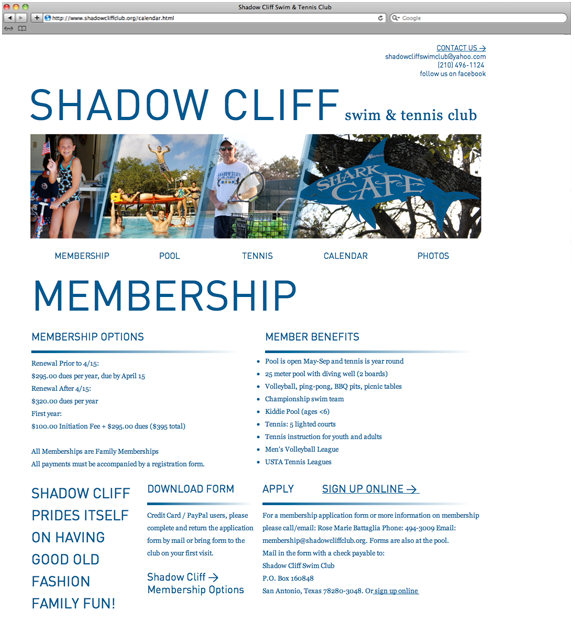 Shadow Cliff Swim & Tennis Club
http://www.shadowcliffclub.org/calendar.html
Google
CONTACT US →
shadowcliffswimclub@yahoo.com
(210) 496-1124
follow us on facebook
SHADOW CLIFF swim & tennis club
SHARK
CAFE
MEMBERSHIP POOL TENNIS CALENDAR PHOTOS
MEMBERSHIP
MEMBERSHIP OPTIONS
Renewal Prior to 4/15:
$295.00 dues per year, due by April 15
Renewal After 4/15:
$320.00 dues per year
First year:
$100.00 Initiation Fee + $295.00 dues ($395 total)
All Memberships are Family Memberships
All payments must be accompanied by a registration form.
MEMBER BENEFITS
• Pool is open May-Sep and tennis is year round
• 25 meter pool with diving well (2 boards)
• Volleyball, ping-pong, BBQ pits, picnic tables
• Championship swim team
• Kiddie Pool (ages <6)
• Tennis: 5 lighted courts
• Tennis instruction for youth and adults
• Men's Volleyball League
• USTA Tennis Leagues
SHADOW CLIFF
PRIDES ITSELF
ON HAVING
GOOD OLD
FASHION
FAMILY FUN!
DOWNLOAD FORM
Credit Card / PayPal users, please
complete and return the application
form by mail or bring form to the
club on your first visit.
Shadow Cliff →
Membership Options
APPLY SIGN UP ONLINE →
For a membership application form or more information on membership
please call/email: Rose Marie Battaglia Phone: 494-3009 Email:
membership@shadowcliffclub.org. Forms are also at the pool.
Mail in the form with a check payable to:
Shadow Cliff Swim Club
P.O. Box 160848
San Antonio, Texas 78280-3048. Or sign up online